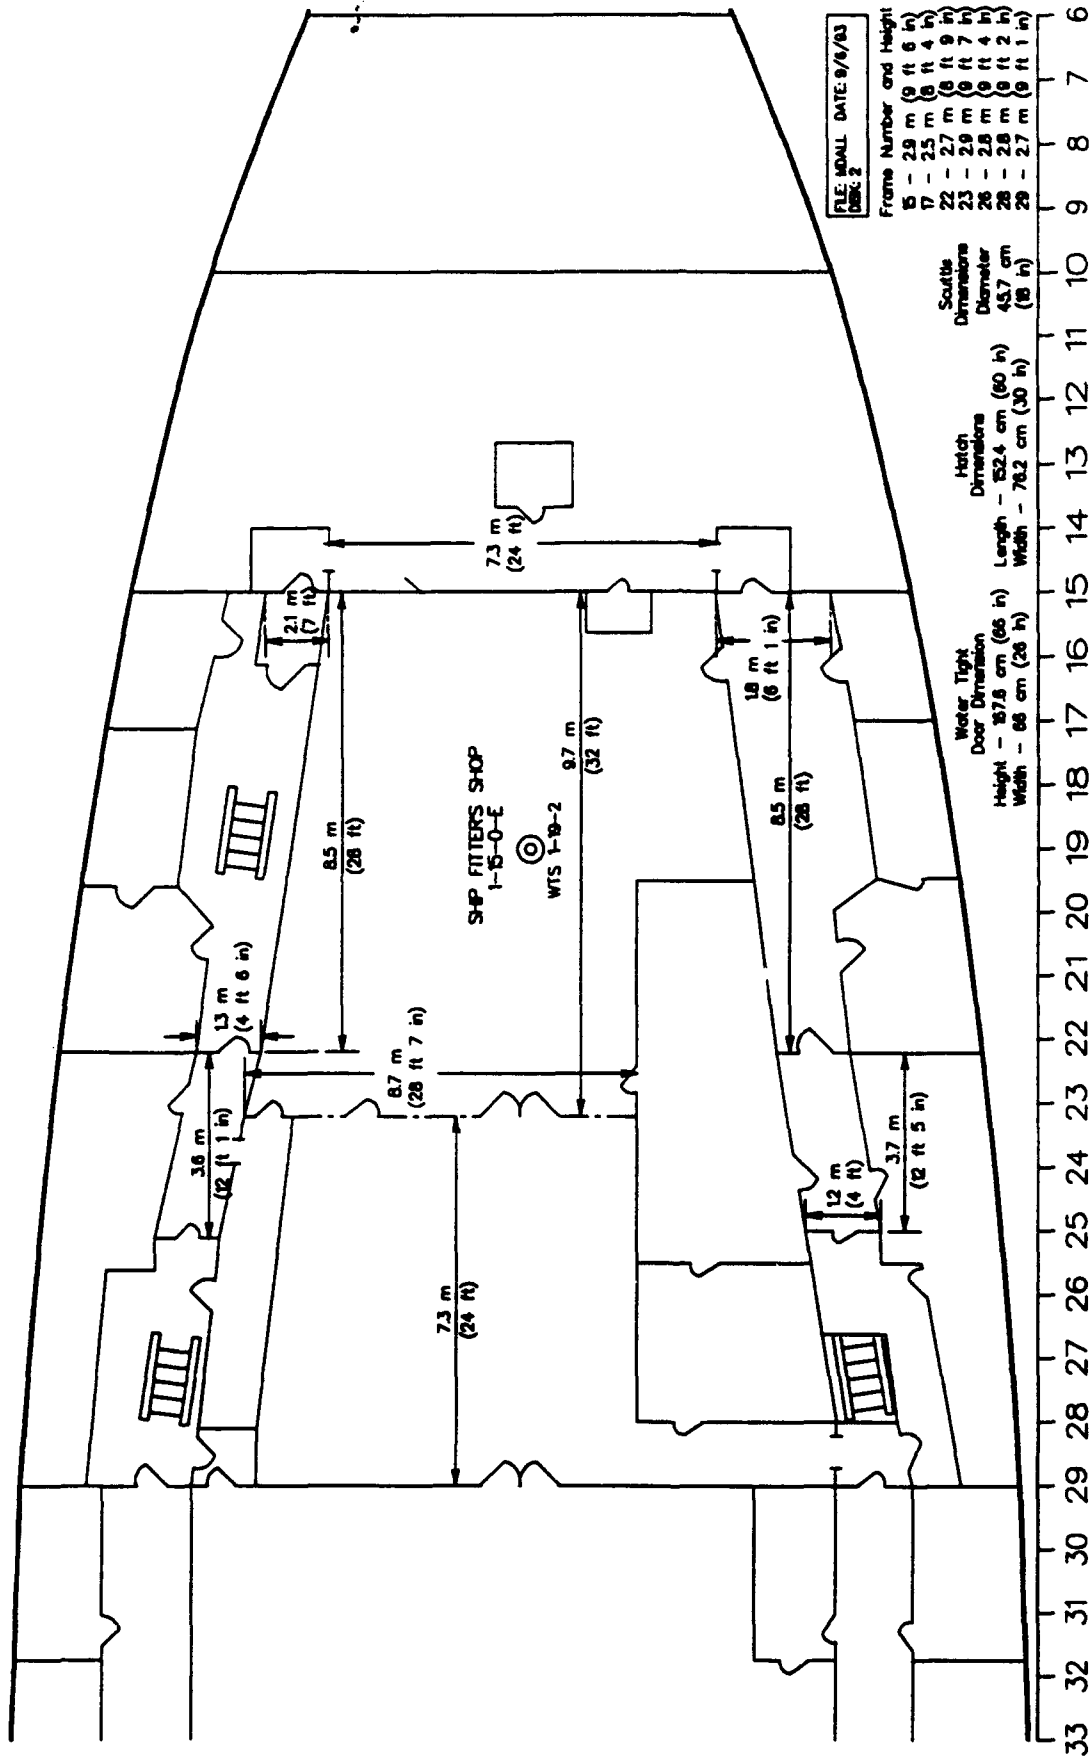 FILE: MDALL DATE: 9/6/93
DISK: 2
Frame Number and Height
15 - 2.9 m (9 ft 6 in)
17 - 2.5 m (8 ft 4 in)
22 - 2.7 m (8 ft 9 in)
23 - 2.9 m (9 ft 7 in)
26 - 2.8 m (9 ft 4 in)
28 - 2.8 m (9 ft 2 in)
29 - 2.7 m (9 ft 1 in)
Scuttle
Dimensions
Diameter
45.7 cm
(18 in)
Hatch
Dimensions
Length - 152.4 cm (60 in)
Width - 76.2 cm (30 in)
Water Tight
Door Dimension
Height - 167.6 cm (66 in)
Width - 66 cm (26 in)
7.3 m
(24 ft)
2.1 m
(7 ft)
1.8 m
(6 ft 1 in)
8.5 m
(28 ft)
9.7 m
(32 ft)
8.5 m
(28 ft)
SHIP FITTER'S SHOP
1-15-0-E
WTS 1-19-2
1.3 m
(4 ft 6 in)
8.7 m
(28 ft 7 in)
3.6 m
(12 ft 1 in)
3.7 m
(12 ft 5 in)
1.2 m
(4 ft)
7.3 m
(24 ft)
33 32 31 30 29 28 27 26 25 24 23 22 21 20 19 18 17 16 15 14 13 12 11 10 9 8 7 6